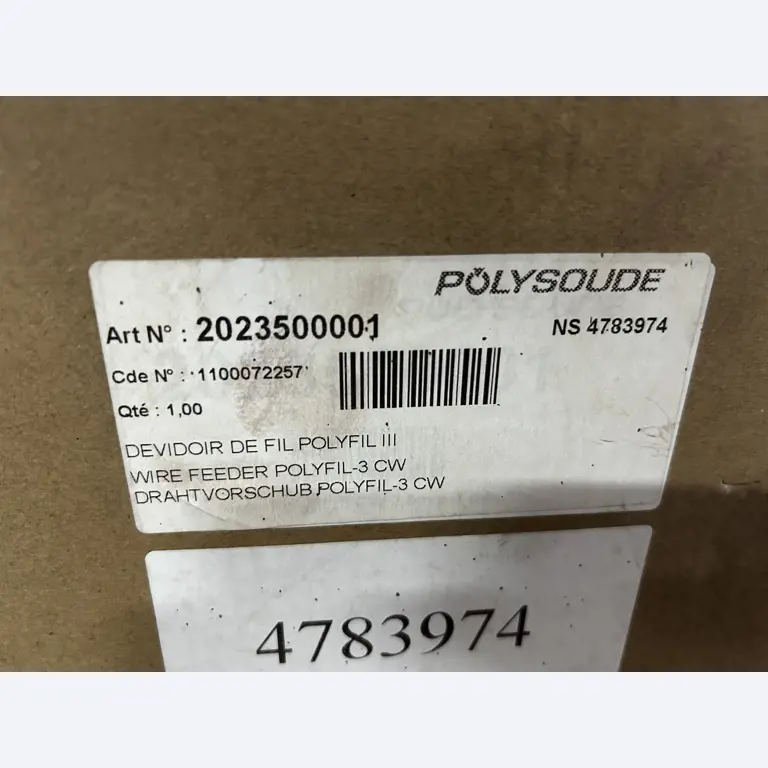 POLYSOUDE
Art N° : 2023500001
NS 4783974
Cde N° : 1100072257
Qté : 1,00
DEVIDOIR DE FIL POLYFIL III
WIRE FEEDER POLYFIL-3 CW
DRAHTVORSCHUB POLYFIL-3 CW
4783974